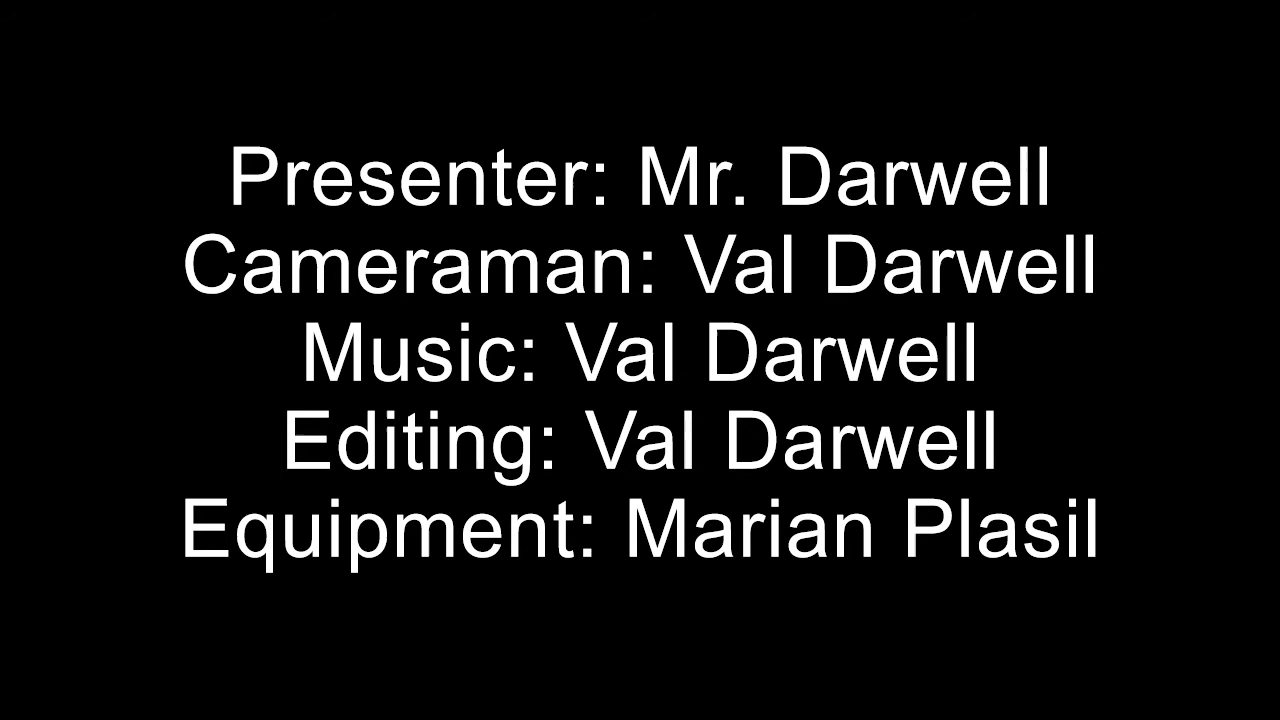 Presenter: Mr. Darwell
Cameraman: Val Darwell
Music: Val Darwell
Editing: Val Darwell
Equipment: Marian Plasil